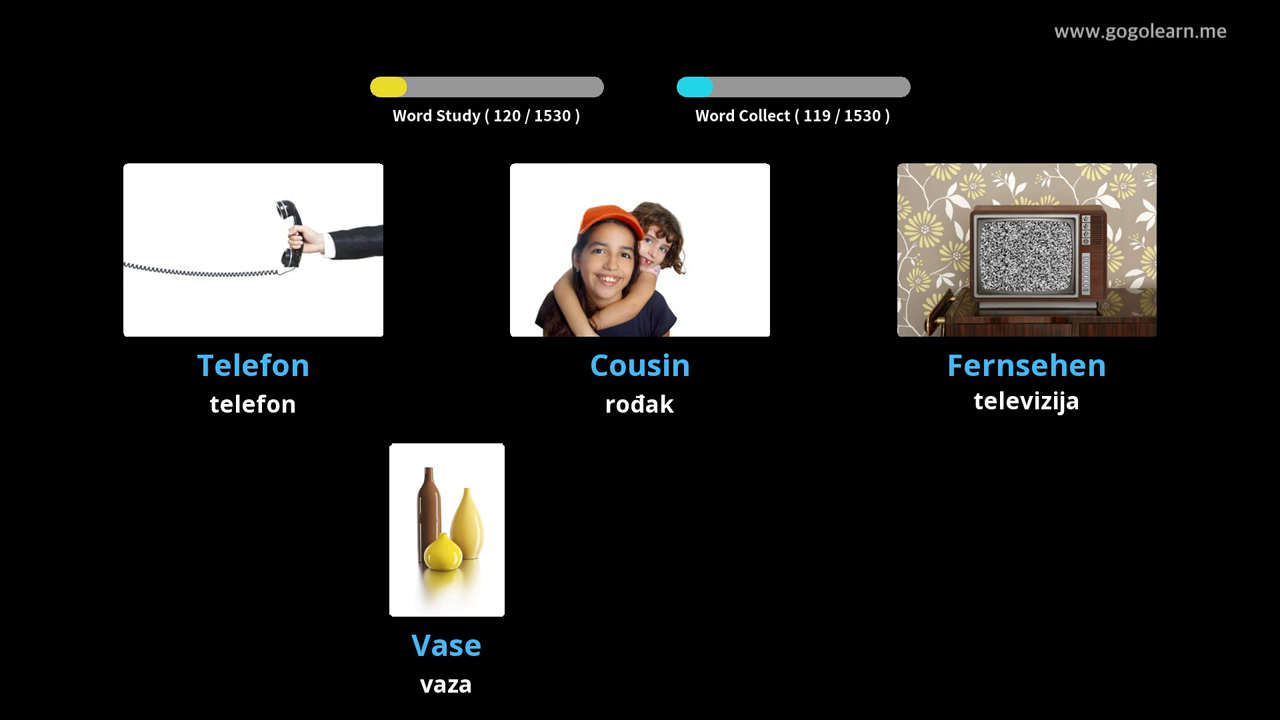 www.gogolearn.me
Word Study ( 120 / 1530 )
Word Collect ( 119 / 1530 )
Telefon
telefon
Cousin
rođak
Fernsehen
televizija
Vase
vaza